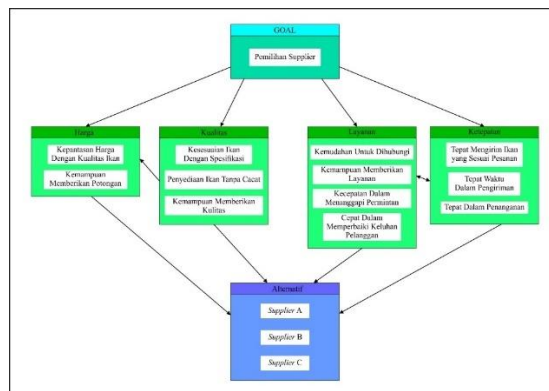 GOAL
Pemilihan Supplier
Harga
Kepantasan Harga
Dengan Kualitas Ikan
Kemampuan
Memberikan Potongan
Kualitas
Kesesuaian Ikan
Dengan Spesifikasi
Penyediaan Ikan Tanpa Cacat
Kemampuan Memberikan
Kulitas
Layanan
Kemudahan Untuk Dihubungi
Kemampuan Memberikan
Layanan
Kecepatan Dalam
Menanggapi Permintan
Cepat Dalam
Memperbaiki Keluhan
Pelanggan
Ketepatan
Tepat Mengirim Ikan
yang Sesuai Pesanan
Tepat Waktu
Dalam Pengiriman
Tepat Dalam Penanganan
Alternatif
Supplier A
Supplier B
Supplier C